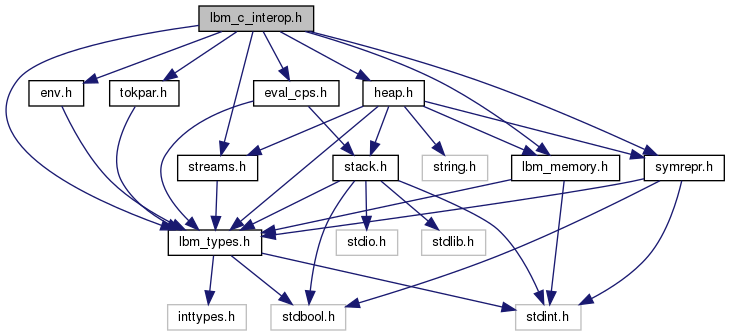 lbm_c_interop.h
env.h
tokpar.h
eval_cps.h
heap.h
streams.h
stack.h
string.h
lbm_memory.h
symrepr.h
lbm_types.h
stdio.h
stdlib.h
inttypes.h
stdbool.h
stdint.h